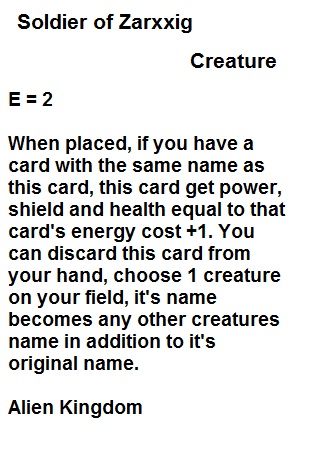 Soldier of Zarxxig
Creature
E = 2
When placed, if you have a
card with the same name as
this card, this card get power,
shield and health equal to that
card's energy cost +1. You
can discard this card from
your hand, choose 1 creature
on your field, it's name
becomes any other creatures
name in addition to it's
original name.
Alien Kingdom